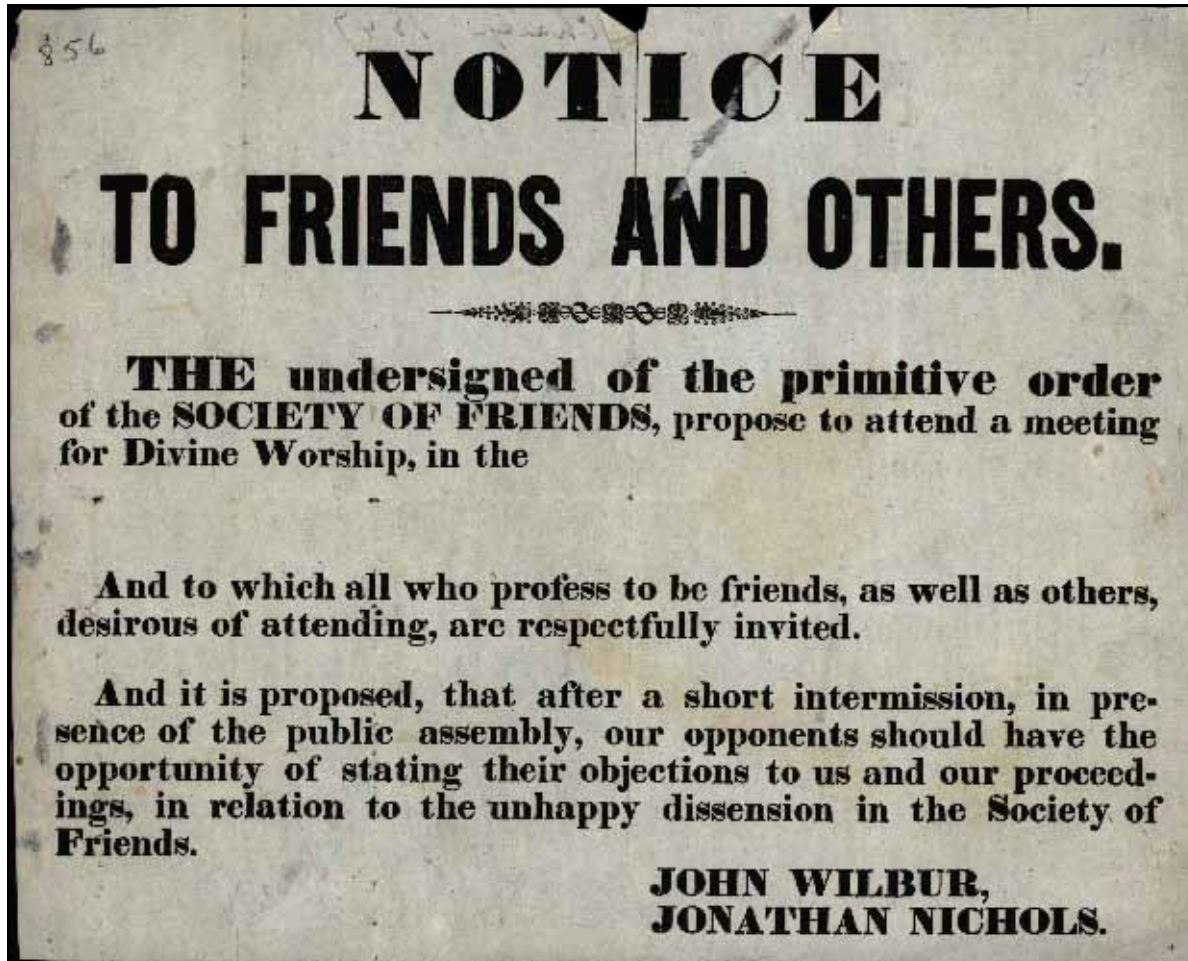 856
NOTICE
TO FRIENDS AND OTHERS.
THE undersigned of the primitive order
of the SOCIETY OF FRIENDS, propose to attend a meeting
for Divine Worship, in the
And to which all who profess to be friends, as well as others,
desirous of attending, are respectfully invited.
And it is proposed, that after a short intermission, in pre-
sence of the public assembly, our opponents should have the
opportunity of stating their objections to us and our proceed-
ings, in relation to the unhappy dissension in the Society of
Friends.
JOHN WILBUR,
JONATHAN NICHOLS.